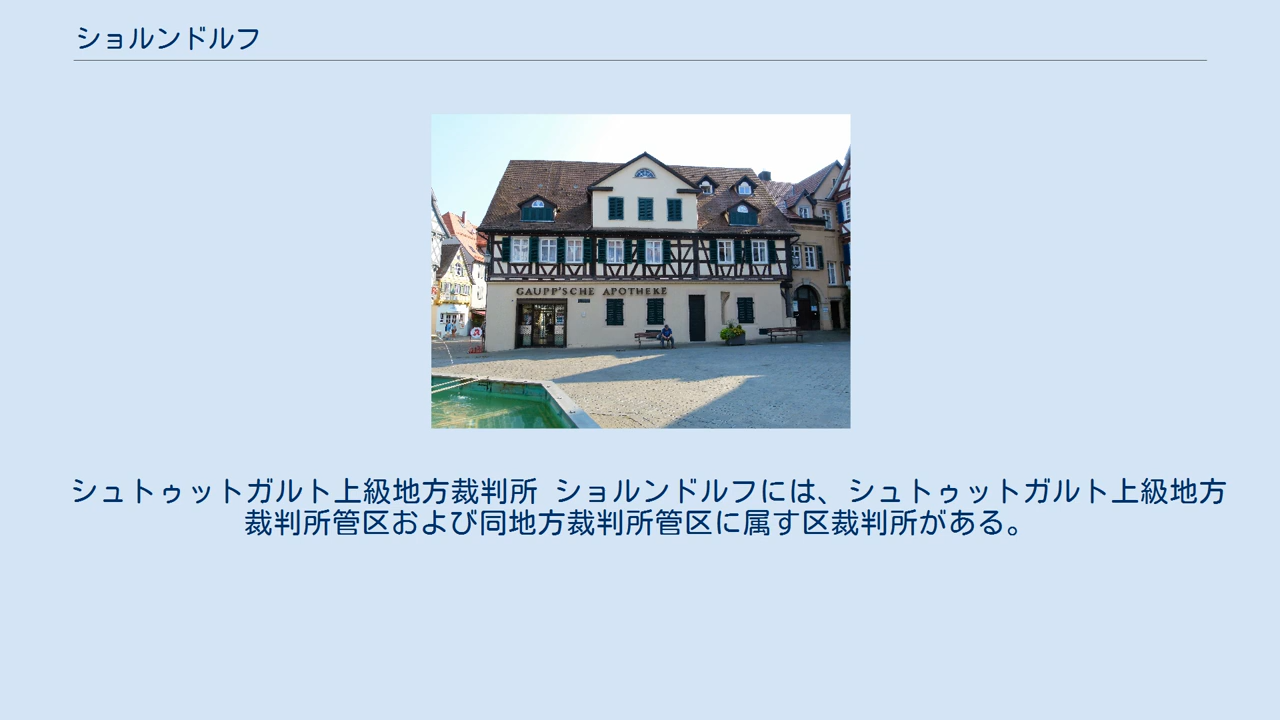 ショルンドルフ
GAUPP'SCHE APOTHEKE
シュトゥットガルト上級地方裁判所 ショルンドルフには、シュトゥットガルト上級地方
裁判所管区および同地方裁判所管区に属す区裁判所がある。